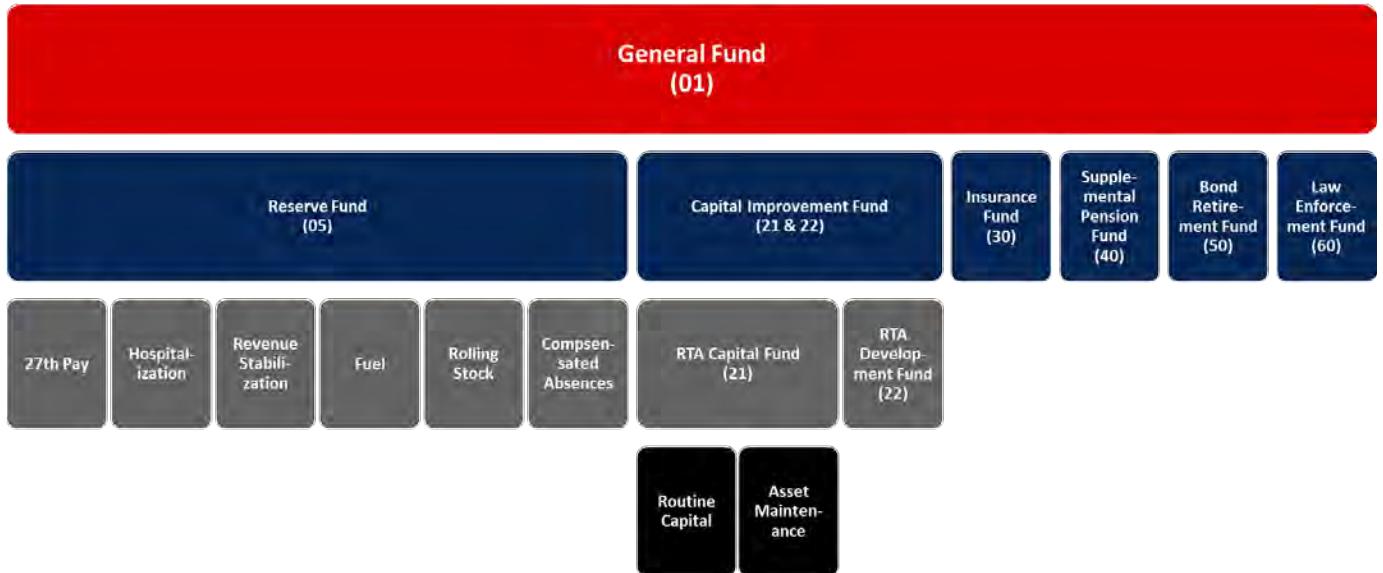 General Fund
(01)
Reserve Fund
(05)
Capital Improvement Fund
(21 & 22)
Insurance
Fund
(30)
Supple-
mental
Pension
Fund
(40)
Bond
Retire-
ment Fund
(50)
Law
Enforce-
ment Fund
(60)
27th Pay
Hospital-
ization
Revenue
Stabili-
zation
Fuel
Rolling
Stock
Compsen-
sated
Absences
RTA Capital Fund
(21)
RTA
Develop-
ment Fund
(22)
Routine
Capital
Asset
Mainten-
ance